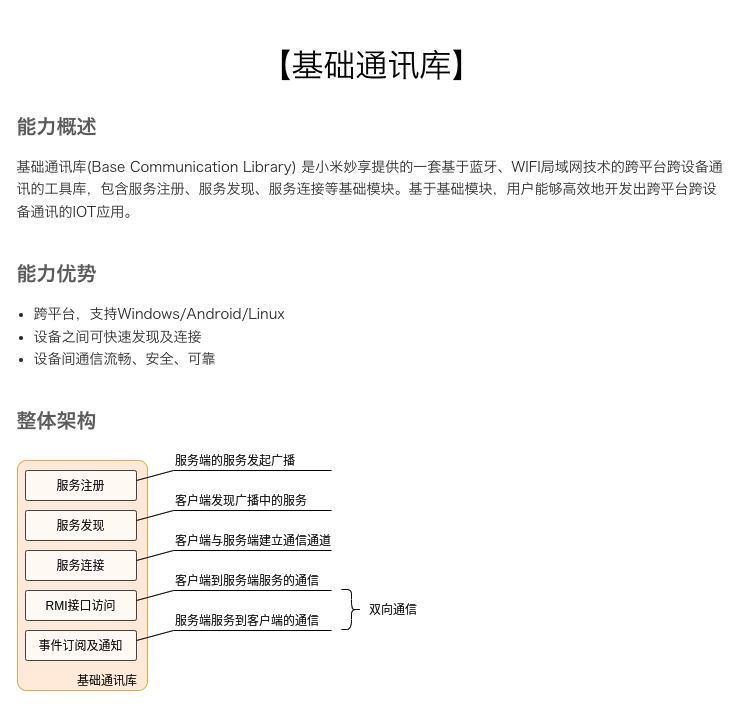 【基础通讯库】
能力概述
基础通讯库(Base Communication Library) 是小米妙享提供的一套基于蓝牙、WIFI局域网技术的跨平台跨设备通
讯的工具库，包含服务注册、服务发现、服务连接等基础模块。基于基础模块，用户能够高效地开发出跨平台跨设
备通讯的IOT应用。
能力优势
• 跨平台，支持Windows/Android/Linux
• 设备之间可快速发现及连接
• 设备间通信流畅、安全、可靠
整体架构
服务端的服务发起广播
服务注册
客户端发现广播中的服务
服务发现
客户端与服务端建立通信通道
服务连接
客户端到服务端服务的通信
RMI接口访问
双向通信
服务端服务到客户端的通信
事件订阅及通知
基础通讯库